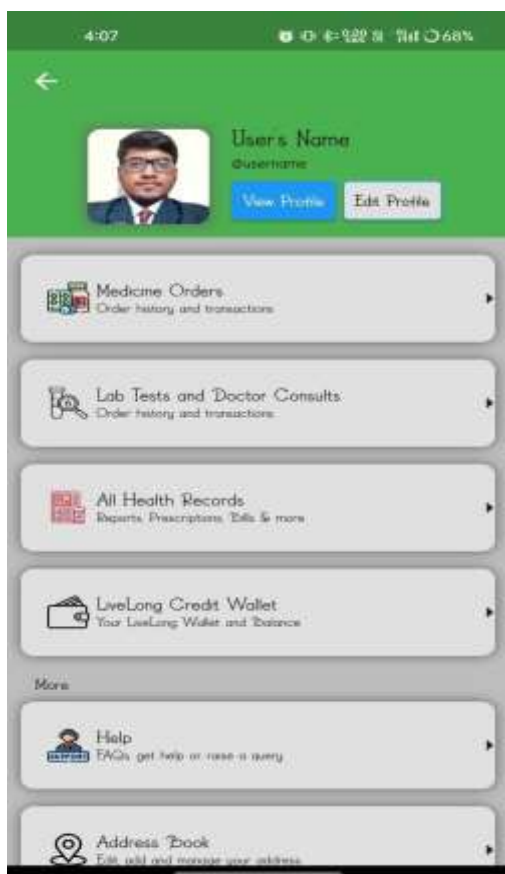 4:07
68%
User's Name
@username
View Profile
Edit Profile
Medicine Orders
Order history and transactions
Lab Tests and Doctor Consults
Order history and transactions
All Health Records
Reports, Prescriptions, Bills & more
LiveLong Credit Wallet
Your LiveLong Wallet and Balance
More
Help
FAQs, get help or raise a query
Address Book
Edit, add and manage your address